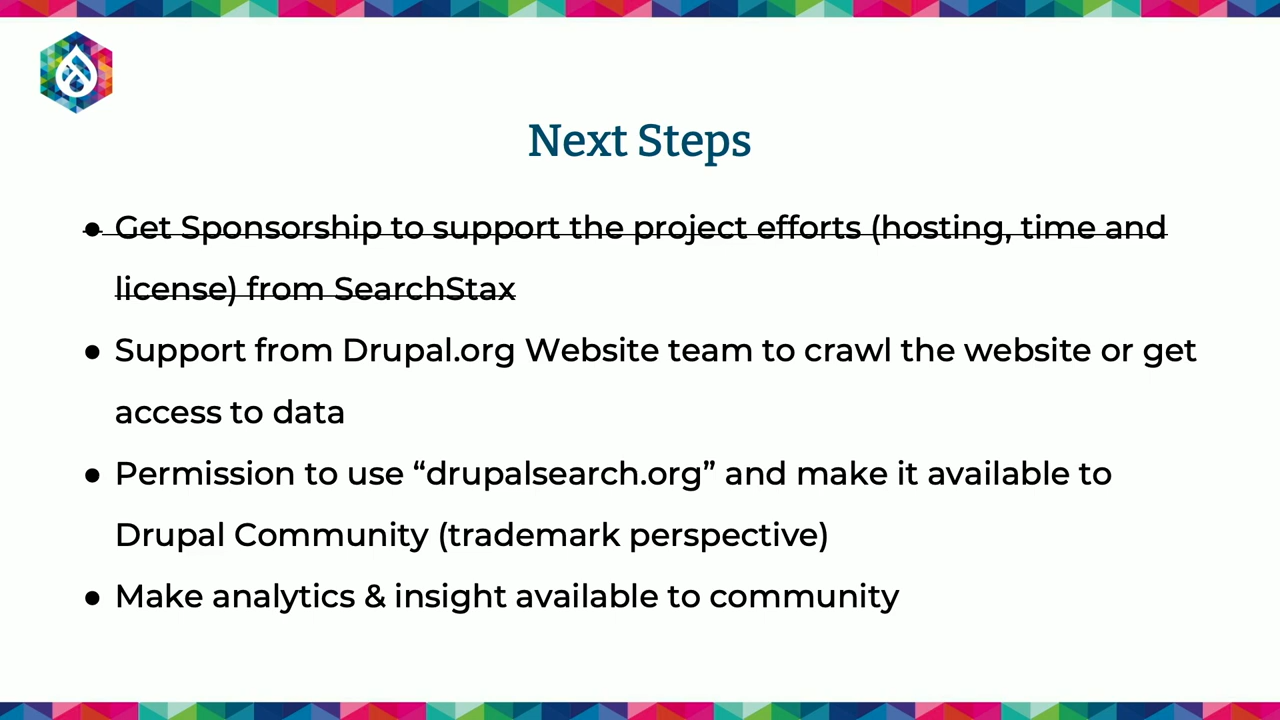 Next Steps
● Get Sponsorship to support the project efforts (hosting, time and
license) from SearchStax
● Support from Drupal.org Website team to crawl the website or get
access to data
● Permission to use “drupalsearch.org” and make it available to
Drupal Community (trademark perspective)
● Make analytics & insight available to community